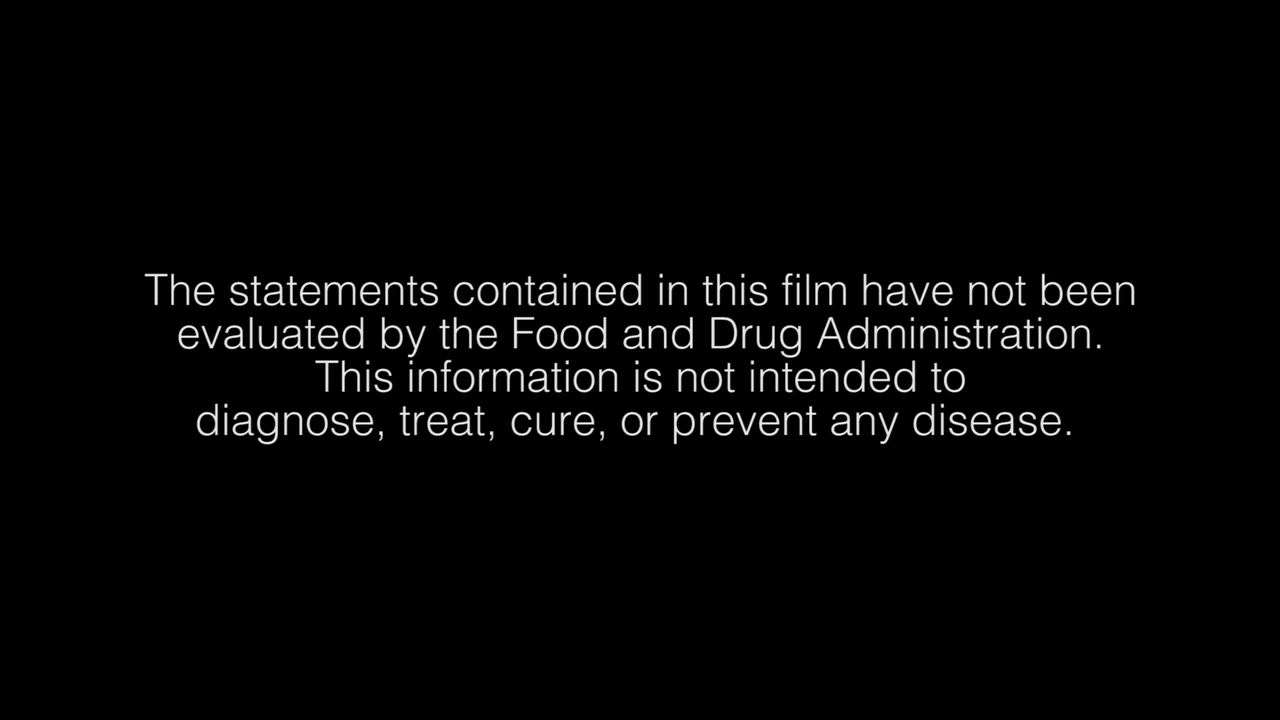 The statements contained in this film have not been
evaluated by the Food and Drug Administration.
This information is not intended to
diagnose, treat, cure, or prevent any disease.